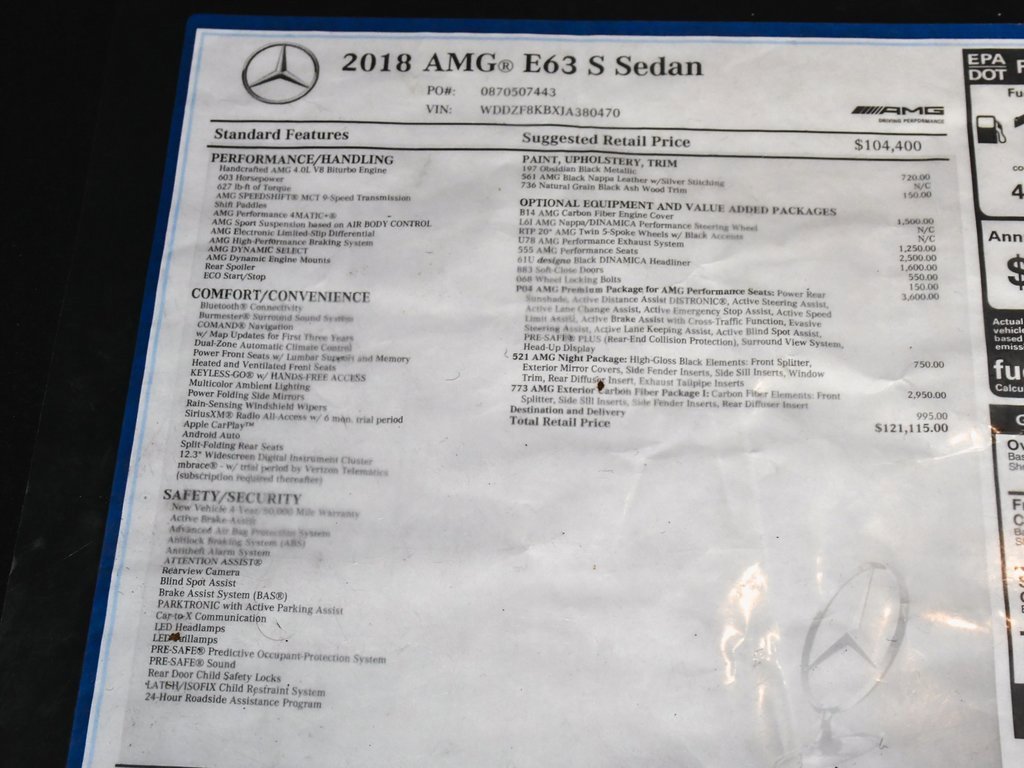 2018 AMG® E63 S Sedan
PO#: 0870507443
VIN: WDDZF8KBXJA380470
AMG
DRIVING PERFORMANCE
Standard Features
Suggested Retail Price $104,400
PERFORMANCE/HANDLING
Handcrafted AMG 4.0L V8 Biturbo Engine
603 Horsepower
627 lb-ft of Torque
AMG SPEEDSHIFT® MCT 9-Speed Transmission
Shift Paddles
AMG Performance 4MATIC+®
AMG Sport Suspension based on AIR BODY CONTROL
AMG Electronic Limited-Slip Differential
AMG High-Performance Braking System
AMG DYNAMIC SELECT
AMG Dynamic Engine Mounts
Rear Spoiler
ECO Start/Stop
COMFORT/CONVENIENCE
Bluetooth® Connectivity
Burmester® Surround Sound System
COMAND® Navigation
w/ Map Updates for First Three Years
Dual-Zone Automatic Climate Control
Power Front Seats w/ Lumbar Support and Memory
Heated and Ventilated Front Seats
KEYLESS-GO® w/ HANDS-FREE ACCESS
Multicolor Ambient Lighting
Power Folding Side Mirrors
Rain-Sensing Windshield Wipers
SiriusXM® Radio All-Access w/ 6 mon. trial period
Apple CarPlay™
Android Auto
Split-Folding Rear Seats
12.3" Widescreen Digital Instrument Cluster
mbrace® - w/ trial period by Verizon Telematics
(subscription required thereafter)
SAFETY/SECURITY
New Vehicle 4-Year/50,000 Mile Warranty
Active Brake Assist
Advanced Air Bag Protection System
Antilock Braking System (ABS)
Antitheft Alarm System
ATTENTION ASSIST®
Rearview Camera
Blind Spot Assist
Brake Assist System (BAS®)
PARKTRONIC with Active Parking Assist
Car-to-X Communication
LED Headlamps
LED Taillamps
PRE-SAFE® Predictive Occupant-Protection System
PRE-SAFE® Sound
Rear Door Child Safety Locks
LATCH/ISOFIX Child Restraint System
24-Hour Roadside Assistance Program
PAINT, UPHOLSTERY, TRIM
197 Obsidian Black Metallic 720.00
561 AMG Black Nappa Leather w/Silver Stitching N/C
736 Natural Grain Black Ash Wood Trim 150.00
OPTIONAL EQUIPMENT AND VALUE ADDED PACKAGES
B14 AMG Carbon Fiber Engine Cover 1,500.00
L6J AMG Nappa/DINAMICA Performance Steering Wheel N/C
RTP 20" AMG Twin 5-Spoke Wheels w/ Black Accents N/C
U78 AMG Performance Exhaust System 1,250.00
555 AMG Performance Seats 2,500.00
61U designo Black DINAMICA Headliner 1,600.00
883 Soft-Close Doors 550.00
068 Wheel Locking Bolts 150.00
P04 AMG Premium Package for AMG Performance Seats: Power Rear 3,600.00
Sunshade, Active Distance Assist DISTRONIC®, Active Steering Assist,
Active Lane Change Assist, Active Emergency Stop Assist, Active Speed
Limit Assist, Active Brake Assist with Cross-Traffic Function, Evasive
Steering Assist, Active Lane Keeping Assist, Active Blind Spot Assist,
PRE-SAFE® PLUS (Rear-End Collision Protection), Surround View System,
Head-Up Display
521 AMG Night Package: High-Gloss Black Elements: Front Splitter, 750.00
Exterior Mirror Covers, Side Fender Inserts, Side Sill Inserts, Window
Trim, Rear Diffuser Insert, Exhaust Tailpipe Inserts
773 AMG Exterior Carbon Fiber Package I: Carbon Fiber Elements: Front 2,950.00
Splitter, Side Sill Inserts, Side Fender Inserts, Rear Diffuser Insert
Destination and Delivery 995.00
Total Retail Price $121,115.00
EPA
DOT
Fu
4
Ann
$
Actual
vehicle
based
emiss
fu
Calcu